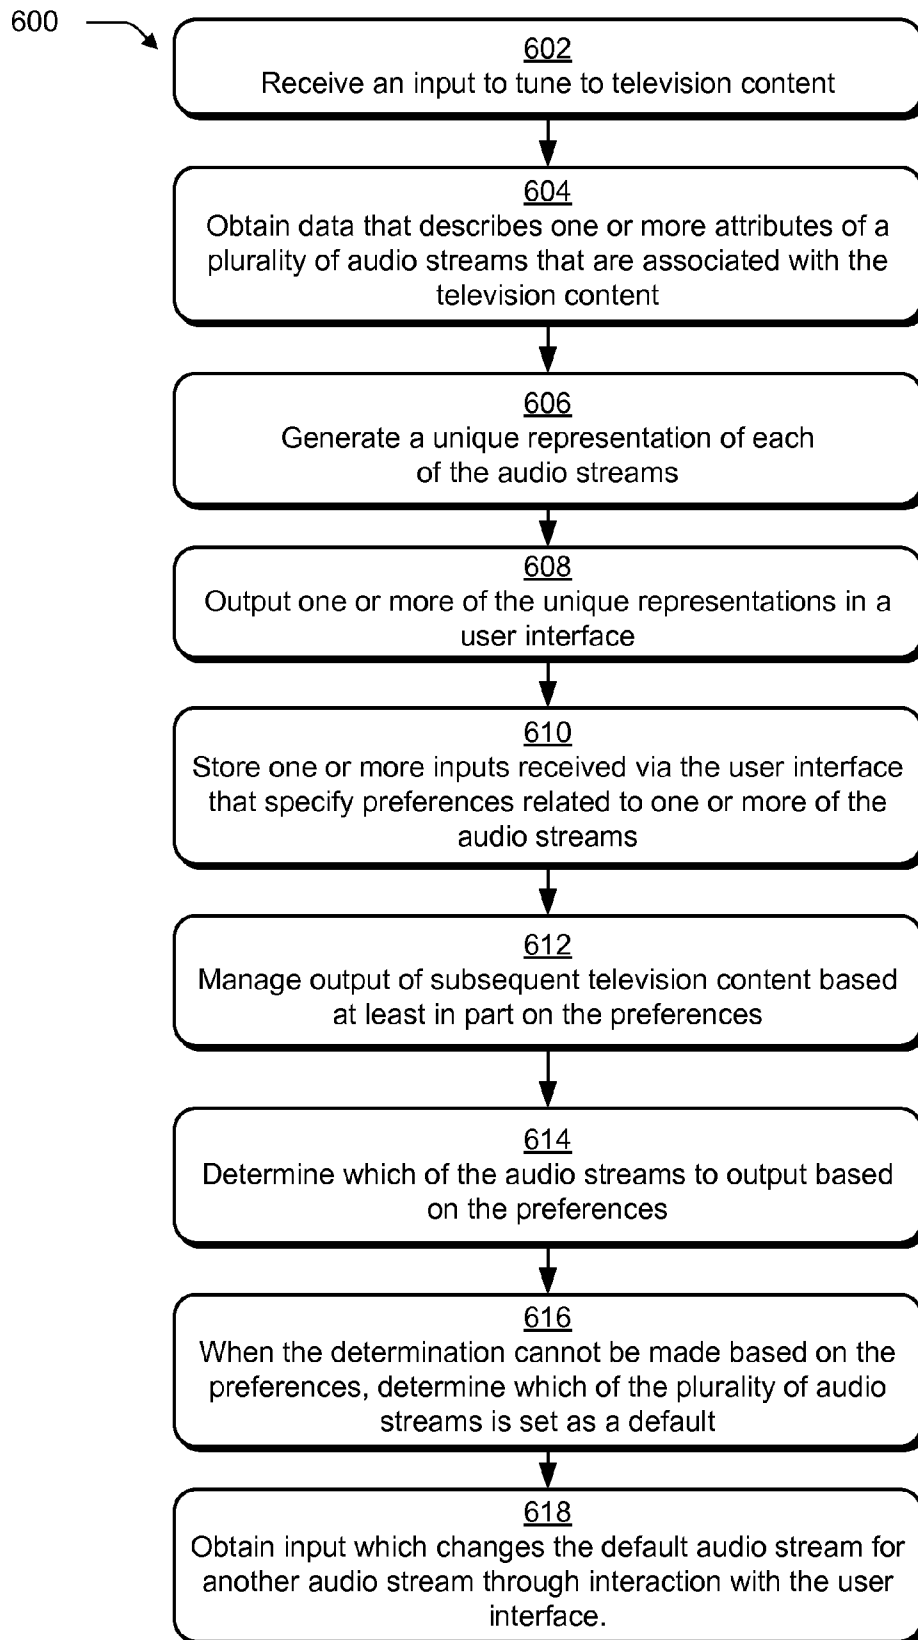 600
602
Receive an input to tune to television content
604
Obtain data that describes one or more attributes of a
plurality of audio streams that are associated with the
television content
606
Generate a unique representation of each
of the audio streams
608
Output one or more of the unique representations in a
user interface
610
Store one or more inputs received via the user interface
that specify preferences related to one or more of the
audio streams
612
Manage output of subsequent television content based
at least in part on the preferences
614
Determine which of the audio streams to output based
on the preferences
616
When the determination cannot be made based on the
preferences, determine which of the plurality of audio
streams is set as a default
618
Obtain input which changes the default audio stream for
another audio stream through interaction with the user
interface.